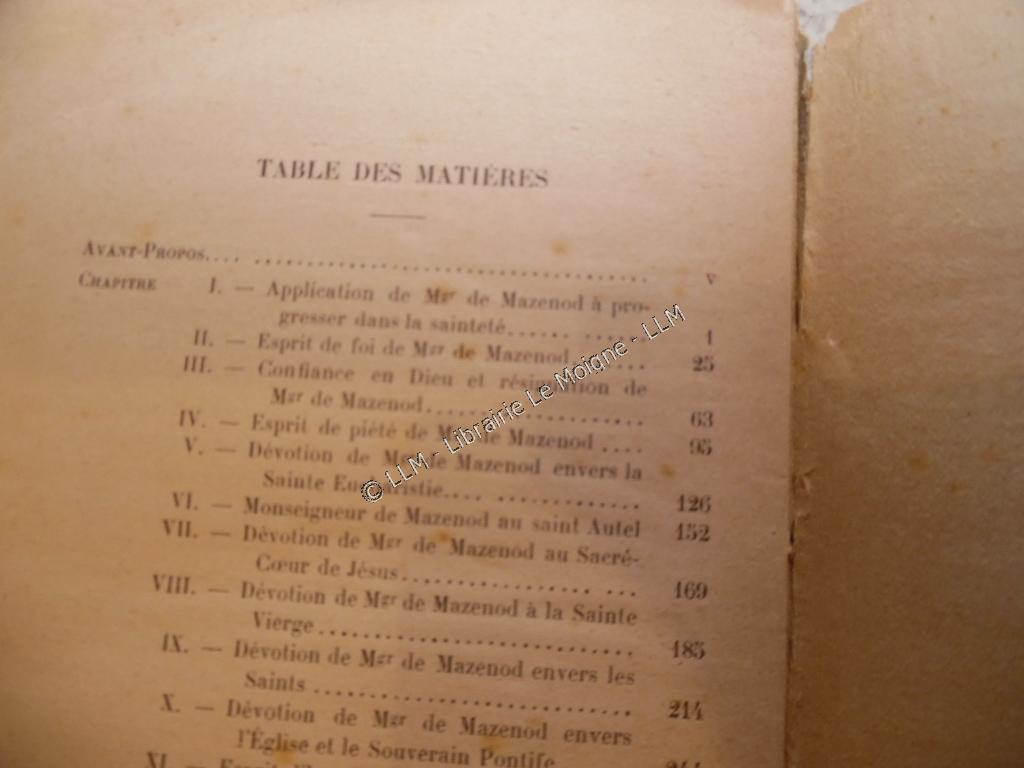 TABLE DES MATIÈRES
AVANT-PROPOS.... ..................................... V
CHAPITRE I. — Application de Mgr de Mazenod à pro-
gresser dans la sainteté...... ...... 1
II. — Esprit de foi de Mgr de Mazenod........ 25
III. — Confiance en Dieu et résignation de
Mgr de Mazenod.................... 63
IV. — Esprit de piété de Mgr de Mazenod .... 95
V. — Dévotion de Mgr de Mazenod envers la
Sainte Eucharistie.... ............. 126
VI. — Monseigneur de Mazenod au saint Autel 152
VII. — Dévotion de Mgr de Mazenod au Sacré-
Cœur de Jésus............... ... 169
VIII. — Dévotion de Mgr de Mazenod à la Sainte
Vierge............................ 185
IX. — Dévotion de Mgr de Mazenod envers les
Saints ............................ 214
X. — Dévotion de Mgr de Mazenod envers
l'Église et le Souverain Pontife
XI. — Esprit
© LLM - Librairie Le Moigne - LLM